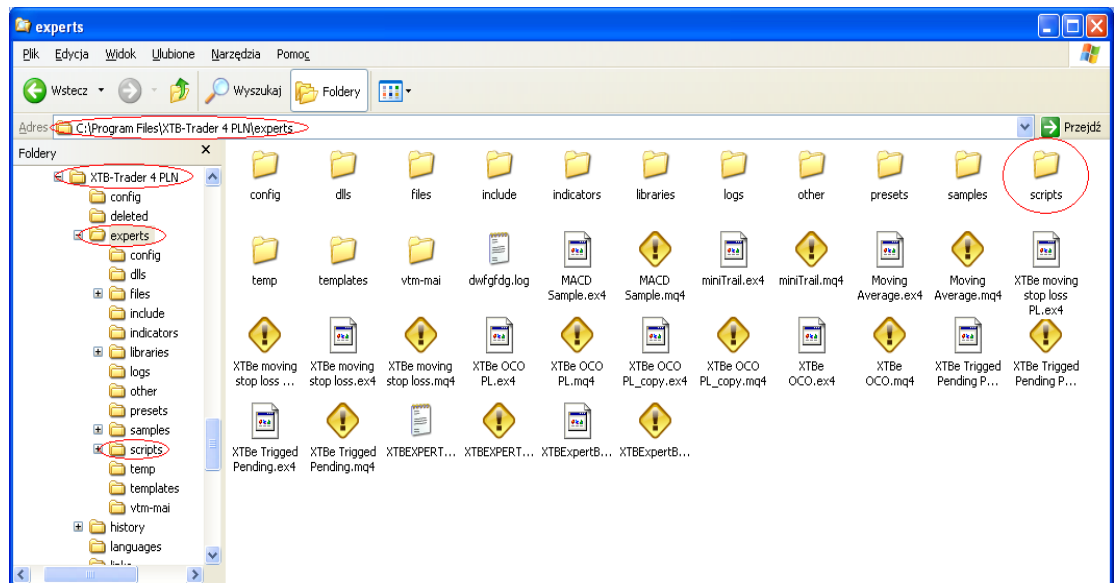 experts
Plik Edycja Widok Ulubione Narzędzia Pomoc
Wstecz Wyszukaj Foldery
Adres C:\Program Files\XTB-Trader 4 PLN\experts Przejdź
Foldery
XTB-Trader 4 PLN
config
deleted
experts
config
dlls
files
include
indicators
libraries
logs
other
presets
samples
scripts
temp
templates
vtm-mai
history
languages
config dlls files include indicators libraries logs other presets samples scripts
temp templates vtm-mai dwfgfdg.log MACD Sample.ex4 MACD Sample.mq4 miniTrail.ex4 miniTrail.mq4 Moving Average.ex4 Moving Average.mq4 XTBe moving stop loss PL.ex4
XTBe moving stop loss ... XTBe moving stop loss.ex4 XTBe moving stop loss.mq4 XTBe OCO PL.ex4 XTBe OCO PL.mq4 XTBe OCO PL_copy.ex4 XTBe OCO PL_copy.mq4 XTBe OCO.ex4 XTBe OCO.mq4 XTBe Trigged Pending P... XTBe Trigged Pending P...
XTBe Trigged Pending.ex4 XTBe Trigged Pending.mq4 XTBEXPERT... XTBEXPERT... XTBExpertB... XTBExpertB...